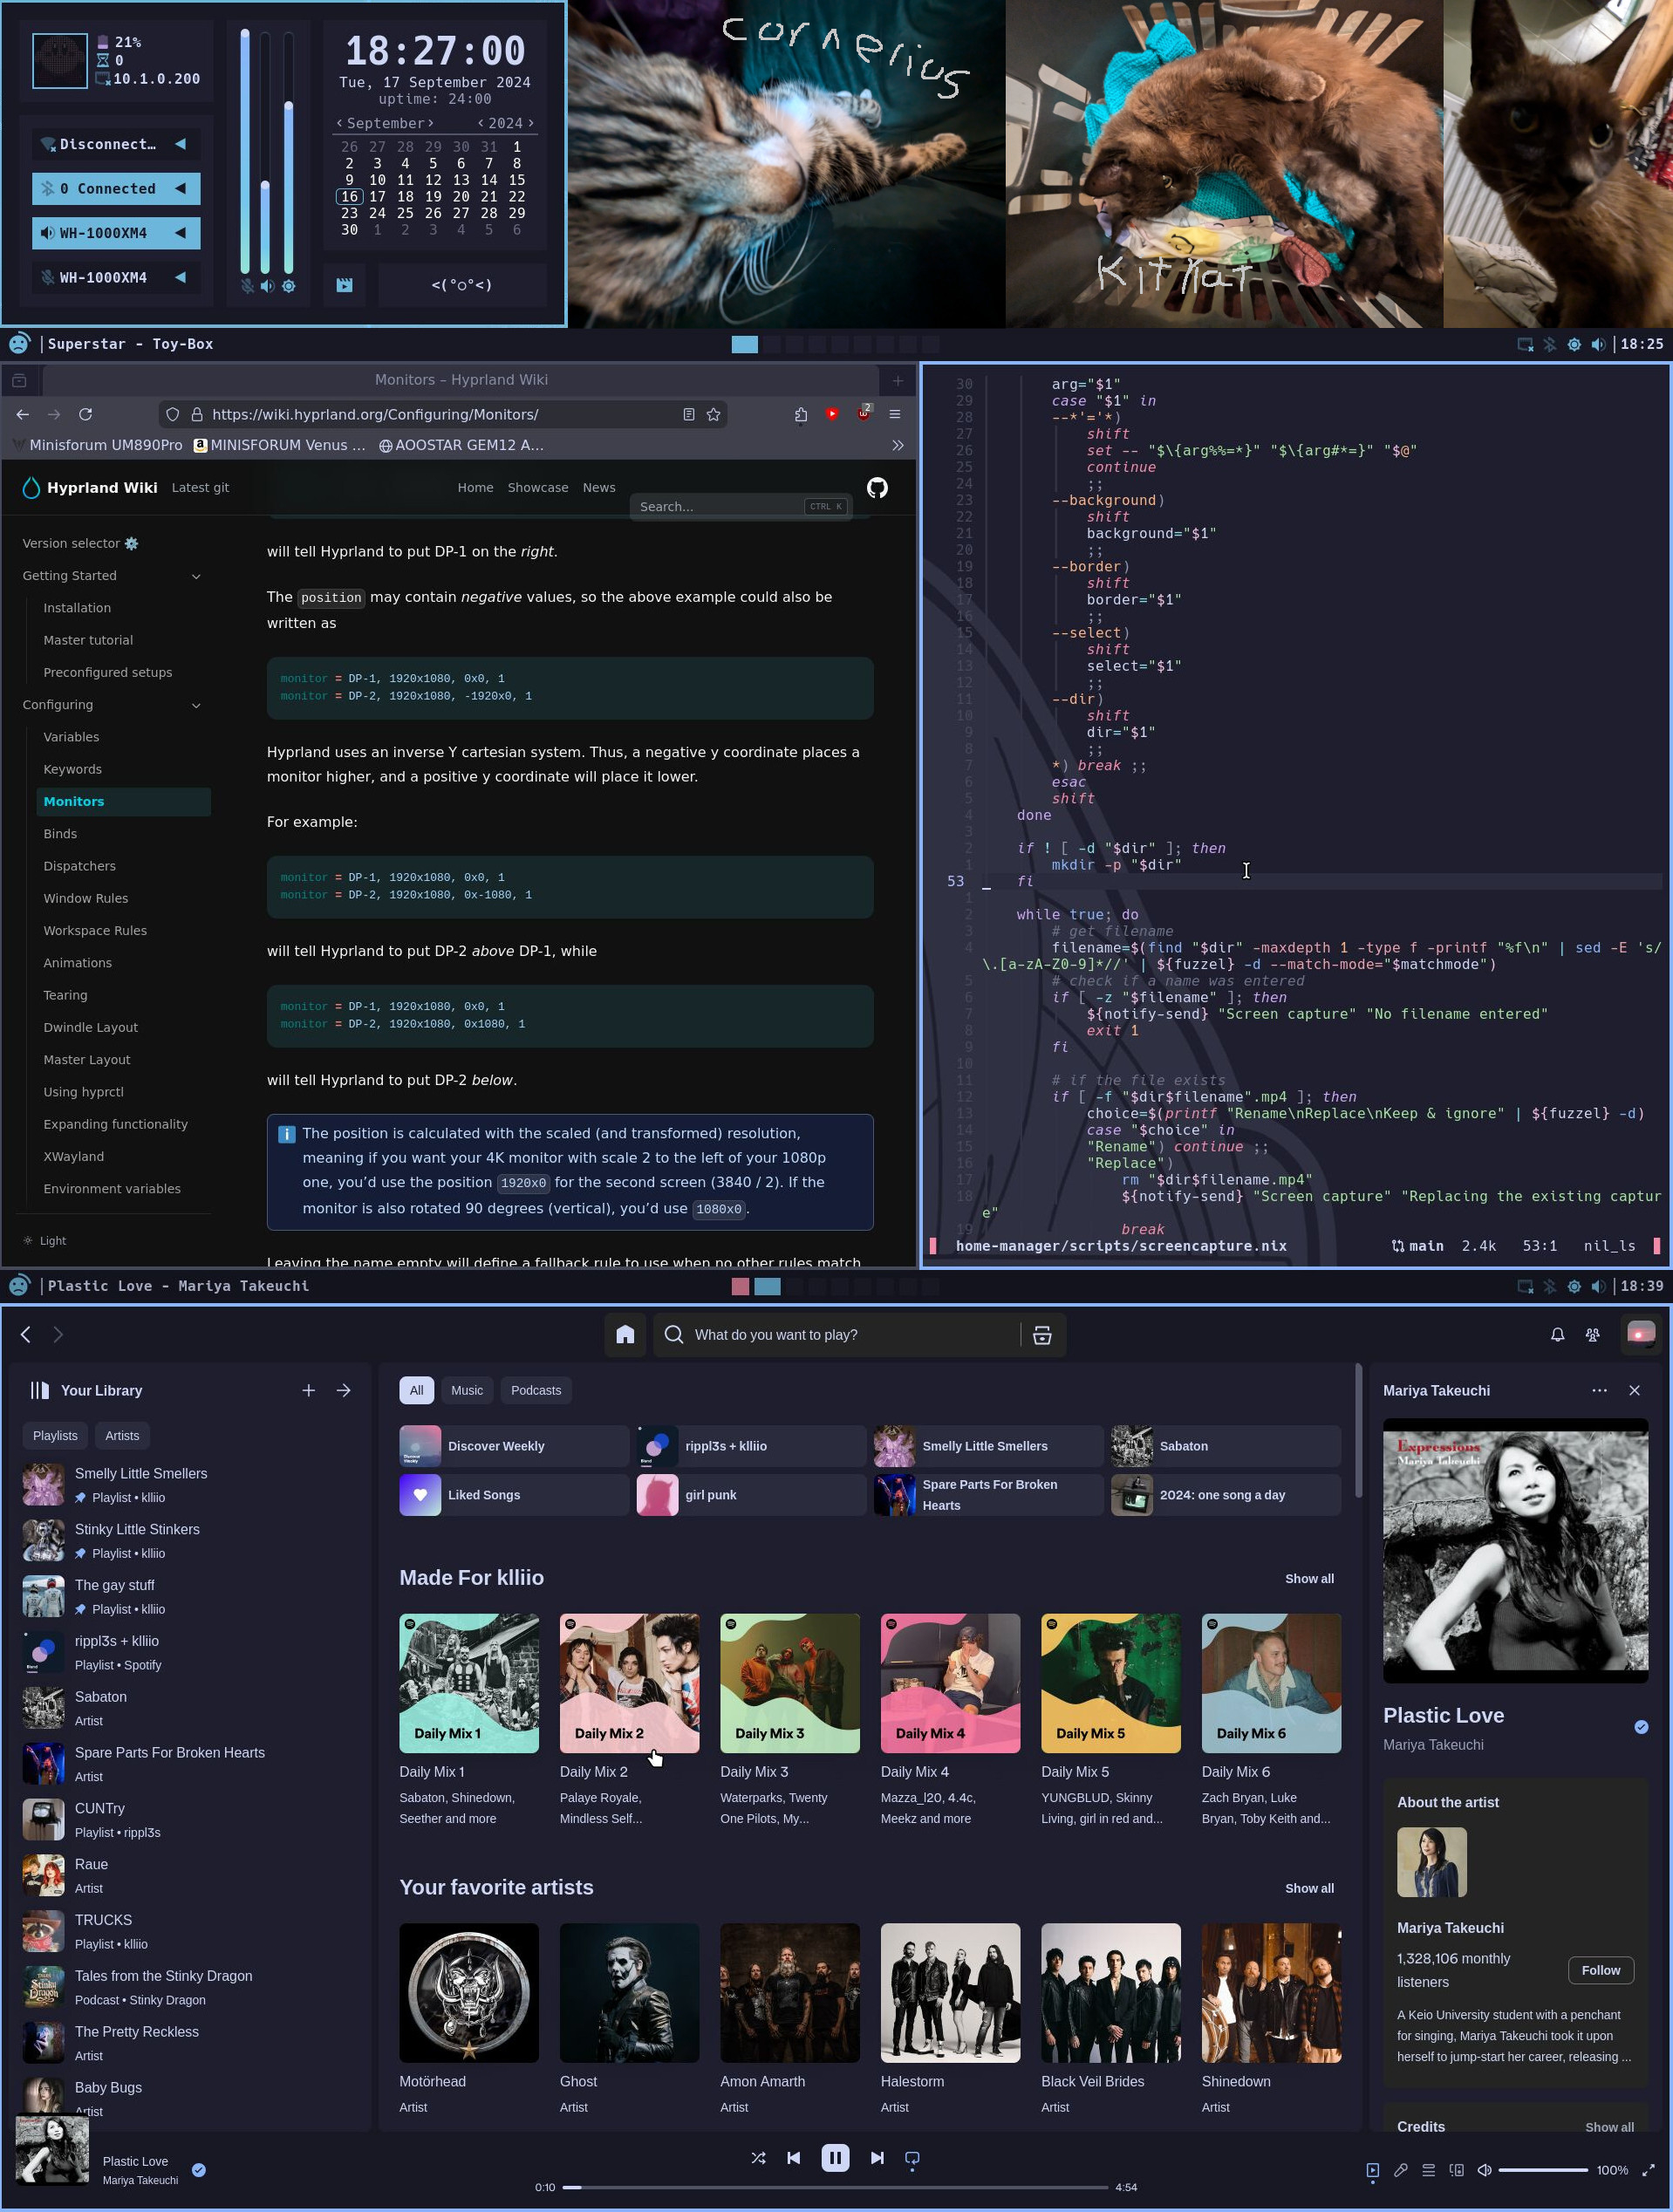 21%
0
10.1.0.200
Disconnect…
0 Connected
WH-1000XM4
WH-1000XM4
18:27:00
Tue, 17 September 2024
uptime: 24:00
September 2024
26 27 28 29 30 31 1
2 3 4 5 6 7 8
9 10 11 12 13 14 15
16 17 18 19 20 21 22
23 24 25 26 27 28 29
30 1 2 3 4 5 6
<(°○°<)
cornelius
Kitkat
Superstar - Toy-Box
18:25
Monitors – Hyprland Wiki
https://wiki.hyprland.org/Configuring/Monitors/
2
Minisforum UM890Pro
MINISFORUM Venus …
AOOSTAR GEM12 A…
Hyprland Wiki
Latest git
Home Showcase News
Search...
CTRL K
Version selector
Getting Started
Installation
Master tutorial
Preconfigured setups
Configuring
Variables
Keywords
Monitors
Binds
Dispatchers
Window Rules
Workspace Rules
Animations
Tearing
Dwindle Layout
Master Layout
Using hyprctl
Expanding functionality
XWayland
Environment variables
Light
will tell Hyprland to put DP-1 on the right.
The position may contain negative values, so the above example could also be
written as
monitor = DP-1, 1920x1080, 0x0, 1
monitor = DP-2, 1920x1080, -1920x0, 1
Hyprland uses an inverse Y cartesian system. Thus, a negative y coordinate places a
monitor higher, and a positive y coordinate will place it lower.
For example:
monitor = DP-1, 1920x1080, 0x0, 1
monitor = DP-2, 1920x1080, 0x-1080, 1
will tell Hyprland to put DP-2 above DP-1, while
monitor = DP-1, 1920x1080, 0x0, 1
monitor = DP-2, 1920x1080, 0x1080, 1
will tell Hyprland to put DP-2 below.
The position is calculated with the scaled (and transformed) resolution,
meaning if you want your 4K monitor with scale 2 to the left of your 1080p
one, you’d use the position 1920x0 for the second screen (3840 / 2). If the
monitor is also rotated 90 degrees (vertical), you’d use 1080x0.
Leaving the name empty will define a fallback rule to use when no other rules match
30 arg="$1"
29 case "$1" in
28 --*'='*)
27 shift
26 set -- "$\{arg%%=*}" "$\{arg#*=}" "$@"
25 continue
24 ;;
23 --background)
22 shift
21 background="$1"
20 ;;
19 --border)
18 shift
17 border="$1"
16 ;;
15 --select)
14 shift
13 select="$1"
12 ;;
11 --dir)
10 shift
9 dir="$1"
8 ;;
7 *) break ;;
6 esac
5 shift
4 done
3
2 if ! [ -d "$dir" ]; then
1 mkdir -p "$dir"
53 fi
1
2 while true; do
3 # get filename
4 filename=$(find "$dir" -maxdepth 1 -type f -printf "%f\n" | sed -E 's/
\.[a-zA-Z0-9]*//' | ${fuzzel} -d --match-mode="$matchmode")
5 # check if a name was entered
6 if [ -z "$filename" ]; then
7 ${notify-send} "Screen capture" "No filename entered"
8 exit 1
9 fi
10
11 # if the file exists
12 if [ -f "$dir$filename".mp4 ]; then
13 choice=$(printf "Rename\nReplace\nKeep & ignore" | ${fuzzel} -d)
14 case "$choice" in
15 "Rename") continue ;;
16 "Replace")
17 rm "$dir$filename.mp4"
18 ${notify-send} "Screen capture" "Replacing the existing captur
e"
19 break
home-manager/scripts/screencapture.nix
main 2.4k 53:1 nil_ls
Plastic Love - Mariya Takeuchi
18:39
What do you want to play?
Your Library
Playlists
Artists
Smelly Little Smellers
Playlist • klliio
Stinky Little Stinkers
Playlist • klliio
The gay stuff
Playlist • klliio
rippl3s + klliio
Playlist • Spotify
Sabaton
Artist
Spare Parts For Broken Hearts
Artist
CUNTry
Playlist • rippl3s
Raue
Artist
TRUCKS
Playlist • klliio
Tales from the Stinky Dragon
Podcast • Stinky Dragon
The Pretty Reckless
Artist
Baby Bugs
Artist
All
Music
Podcasts
Discover Weekly
rippl3s + klliio
Smelly Little Smellers
Sabaton
Liked Songs
girl punk
Spare Parts For Broken
Hearts
2024: one song a day
Made For klliio
Show all
Daily Mix 1
Daily Mix 2
Daily Mix 3
Daily Mix 4
Daily Mix 5
Daily Mix 6
Daily Mix 1
Sabaton, Shinedown,
Seether and more
Daily Mix 2
Palaye Royale,
Mindless Self...
Daily Mix 3
Waterparks, Twenty
One Pilots, My...
Daily Mix 4
Mazza_l20, 4.4c,
Meekz and more
Daily Mix 5
YUNGBLUD, Skinny
Living, girl in red and...
Daily Mix 6
Zach Bryan, Luke
Bryan, Toby Keith and...
Your favorite artists
Show all
Motörhead
Artist
Ghost
Artist
Amon Amarth
Artist
Halestorm
Artist
Black Veil Brides
Artist
Shinedown
Artist
Mariya Takeuchi
Expressions
Mariya Takeuchi
Plastic Love
Mariya Takeuchi
About the artist
Mariya Takeuchi
1,328,106 monthly
listeners
Follow
A Keio University student with a penchant
for singing, Mariya Takeuchi took it upon
herself to jump-start her career, releasing ...
Credits
Show all
Plastic Love
Mariya Takeuchi
0:10
4:54
100%